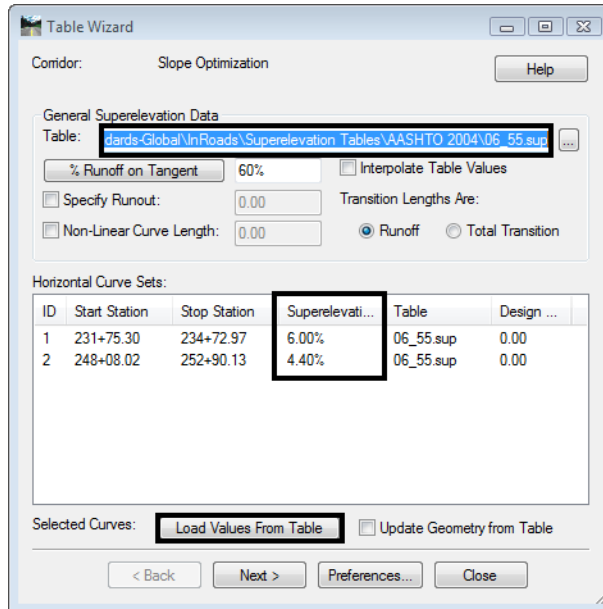 Table Wizard
Corridor: Slope Optimization
Help
General Superelevation Data
Table: dards-Global\InRoads\Superelevation Tables\AASHTO 2004\06_55.sup ...
% Runoff on Tangent 60% Interpolate Table Values
Specify Runout: 0.00 Transition Lengths Are:
Non-Linear Curve Length: 0.00 Runoff Total Transition
Horizontal Curve Sets:
ID Start Station Stop Station Superelevati... Table Design ...
1 231+75.30 234+72.97 6.00% 06_55.sup 0.00
2 248+08.02 252+90.13 4.40% 06_55.sup 0.00
Selected Curves: Load Values From Table Update Geometry from Table
< Back Next > Preferences... Close